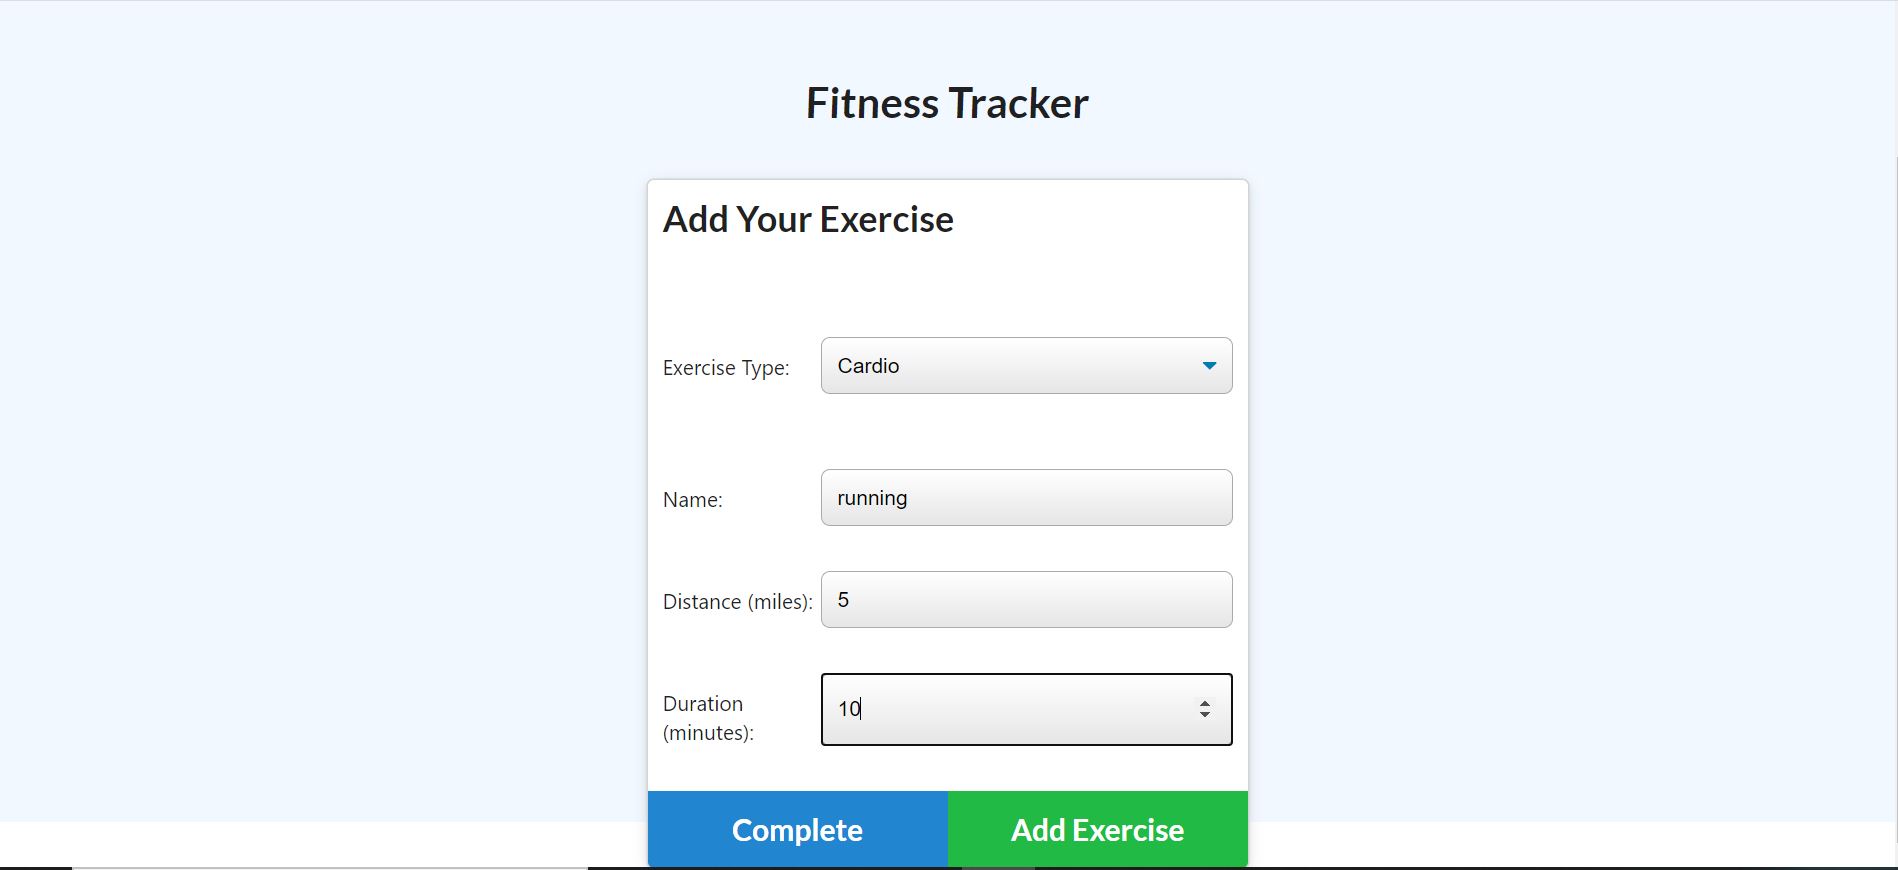 Fitness Tracker
Add Your Exercise
Exercise Type: Cardio
Name: running
Distance (miles): 5
Duration
(minutes): 10
Complete Add Exercise